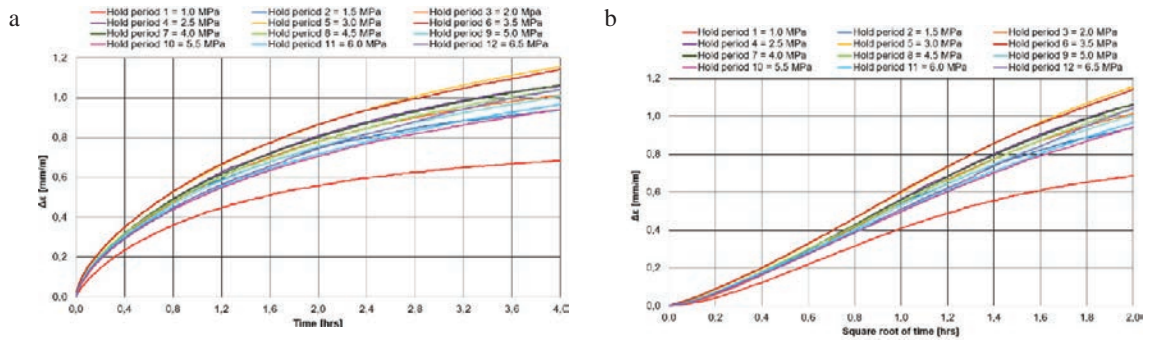 a
Hold period 1 = 1.0 MPa Hold period 2 = 1.5 MPa Hold period 3 = 2.0 Mpa
Hold period 4 = 2.5 MPa Hold period 5 = 3.0 MPa Hold period 6 = 3.5 MPa
Hold period 7 = 4.0 MPa Hold period 8 = 4.5 MPa Hold period 9 = 5.0 MPa
Hold period 10 = 5.5 MPa Hold period 11 = 6.0 MPa Hold period 12 = 6.5 MPa
1,2
1,0
0,8
0,6
0,4
0,2
0,0
Δε [mm/m]
0,0 0,4 0,8 1,2 1,6 2,0 2,4 2,8 3,2 3,6 4,0
Time [hrs]
b
Hold period 1 = 1.0 MPa Hold period 2 = 1.5 MPa Hold period 3 = 2.0 MPa
Hold period 4 = 2.5 MPa Hold period 5 = 3.0 MPa Hold period 6 = 3.5 MPa
Hold period 7 = 4.0 MPa Hold period 8 = 4.5 MPa Hold period 9 = 5.0 MPa
Hold period 10 = 5.5 MPa Hold period 11 = 6.0 MPa Hold period 12 = 6.5 MPa
1,2
1,0
0,8
0,6
0,4
0,2
0,0
Δε [mm/m]
0,0 0,2 0,4 0,6 0,8 1,0 1,2 1,4 1,6 1,8 2,0
Square root of time [hrs]